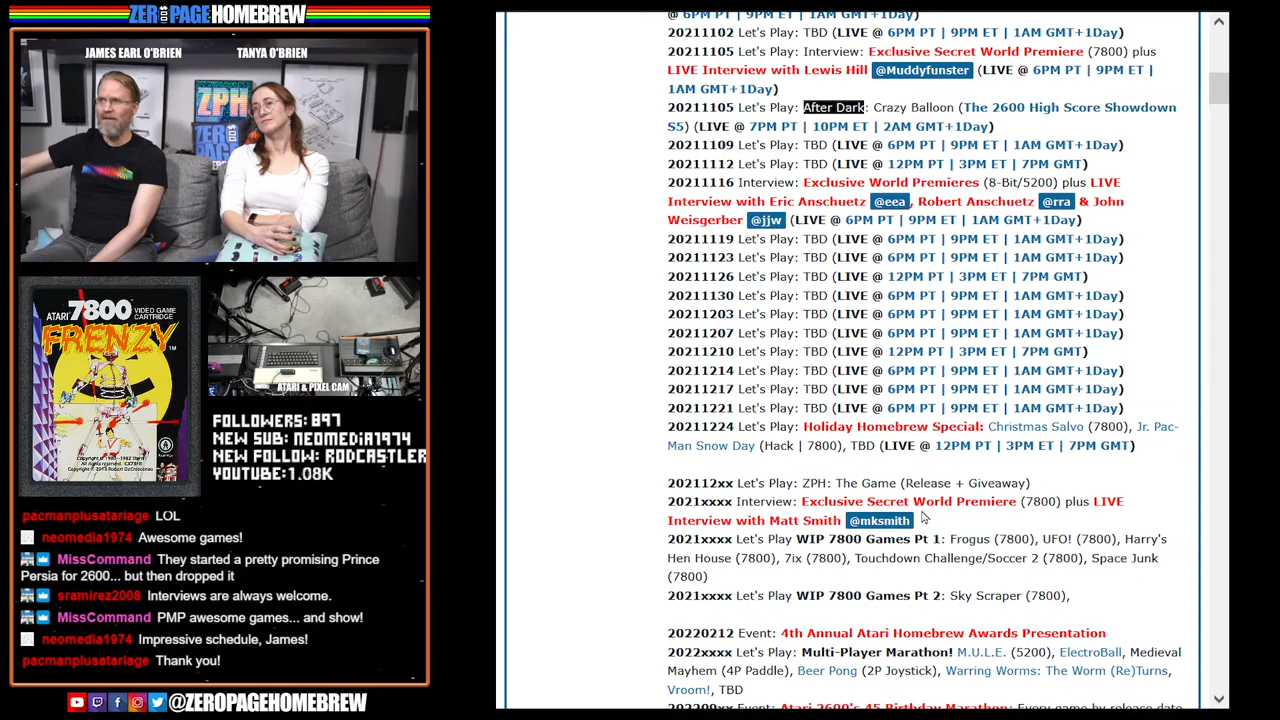 ZERO PAGE HOMEBREW
JAMES EARL O'BRIEN
TANYA O'BRIEN
ZPH
ATARI 7800 VIDEO GAME CARTRIDGE
FRENZY
ATARI & PIXEL CAM
FOLLOWERS: 897
NEW SUB: NEOMEDIA1974
NEW FOLLOW: RODCASTLER
YOUTUBE:1.08K
pacmanplusatariage LOL
neomedia1974 Awesome games!
MissCommand They started a pretty promising Prince
Persia for 2600... but then dropped it
sramirez2008 Interviews are always welcome.
MissCommand PMP awesome games... and show!
neomedia1974 Impressive schedule, James!
pacmanplusatariage Thank you!
@ZEROPAGEHOMEBREW
@ 6PM PT | 9PM ET | 1AM GMT+1Day)
20211102 Let's Play: TBD (LIVE @ 6PM PT | 9PM ET | 1AM GMT+1Day)
20211105 Let's Play: Interview: Exclusive Secret World Premiere (7800) plus
LIVE Interview with Lewis Hill @Muddyfunster (LIVE @ 6PM PT | 9PM ET |
1AM GMT+1Day)
20211105 Let's Play: After Dark: Crazy Balloon (The 2600 High Score Showdown
S5) (LIVE @ 7PM PT | 10PM ET | 2AM GMT+1Day)
20211109 Let's Play: TBD (LIVE @ 6PM PT | 9PM ET | 1AM GMT+1Day)
20211112 Let's Play: TBD (LIVE @ 12PM PT | 3PM ET | 7PM GMT)
20211116 Interview: Exclusive World Premieres (8-Bit/5200) plus LIVE
Interview with Eric Anschuetz @eea, Robert Anschuetz @rra & John
Weisgerber @jjw (LIVE @ 6PM PT | 9PM ET | 1AM GMT+1Day)
20211119 Let's Play: TBD (LIVE @ 6PM PT | 9PM ET | 1AM GMT+1Day)
20211123 Let's Play: TBD (LIVE @ 6PM PT | 9PM ET | 1AM GMT+1Day)
20211126 Let's Play: TBD (LIVE @ 12PM PT | 3PM ET | 7PM GMT)
20211130 Let's Play: TBD (LIVE @ 6PM PT | 9PM ET | 1AM GMT+1Day)
20211203 Let's Play: TBD (LIVE @ 6PM PT | 9PM ET | 1AM GMT+1Day)
20211207 Let's Play: TBD (LIVE @ 6PM PT | 9PM ET | 1AM GMT+1Day)
20211210 Let's Play: TBD (LIVE @ 12PM PT | 3PM ET | 7PM GMT)
20211214 Let's Play: TBD (LIVE @ 6PM PT | 9PM ET | 1AM GMT+1Day)
20211217 Let's Play: TBD (LIVE @ 6PM PT | 9PM ET | 1AM GMT+1Day)
20211221 Let's Play: TBD (LIVE @ 6PM PT | 9PM ET | 1AM GMT+1Day)
20211224 Let's Play: Holiday Homebrew Special: Christmas Salvo (7800), Jr. Pac-
Man Snow Day (Hack | 7800), TBD (LIVE @ 12PM PT | 3PM ET | 7PM GMT)
202112xx Let's Play: ZPH: The Game (Release + Giveaway)
2021xxxx Interview: Exclusive Secret World Premiere (7800) plus LIVE
Interview with Matt Smith @mksmith
2021xxxx Let's Play WIP 7800 Games Pt 1: Frogus (7800), UFO! (7800), Harry's
Hen House (7800), 7ix (7800), Touchdown Challenge/Soccer 2 (7800), Space Junk
(7800)
2021xxxx Let's Play WIP 7800 Games Pt 2: Sky Scraper (7800),
20220212 Event: 4th Annual Atari Homebrew Awards Presentation
2022xxxx Let's Play: Multi-Player Marathon! M.U.L.E. (5200), ElectroBall, Medieval
Mayhem (4P Paddle), Beer Pong (2P Joystick), Warring Worms: The Worm (Re)Turns,
Vroom!, TBD
202209xx Event: Atari 2600's 45 Birthday Marathon: Every game by release date